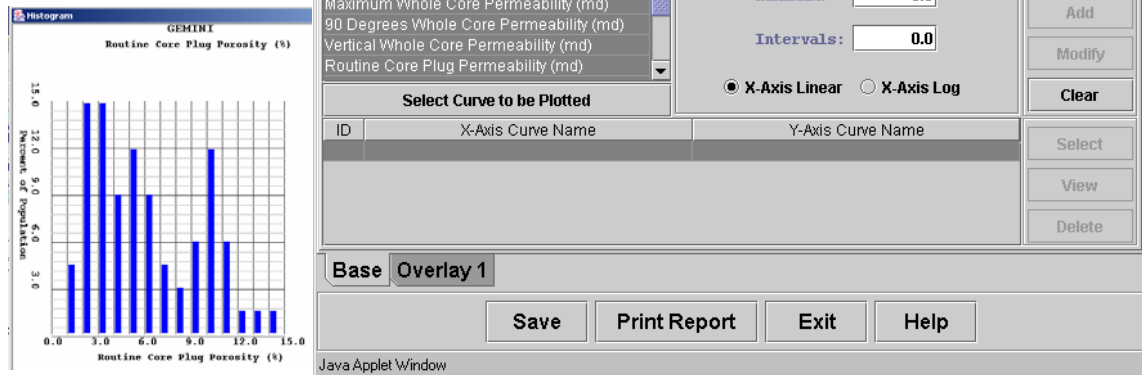 Histogram
GEMINI
Routine Core Plug Porosity (%)
15.0
12.0
9.0
6.0
3.0
Percent of Population
0.0 3.0 6.0 9.0 12.0 15.0
Routine Core Plug Porosity (%)
Maximum Whole Core Permeability (md)
90 Degrees Whole Core Permeability (md)
Vertical Whole Core Permeability (md)
Routine Core Plug Permeability (md)
Select Curve to be Plotted
Intervals: 0.0
X-Axis Linear X-Axis Log
Add
Modify
Clear
ID X-Axis Curve Name Y-Axis Curve Name
Select
View
Delete
Base Overlay 1
Save Print Report Exit Help
Java Applet Window